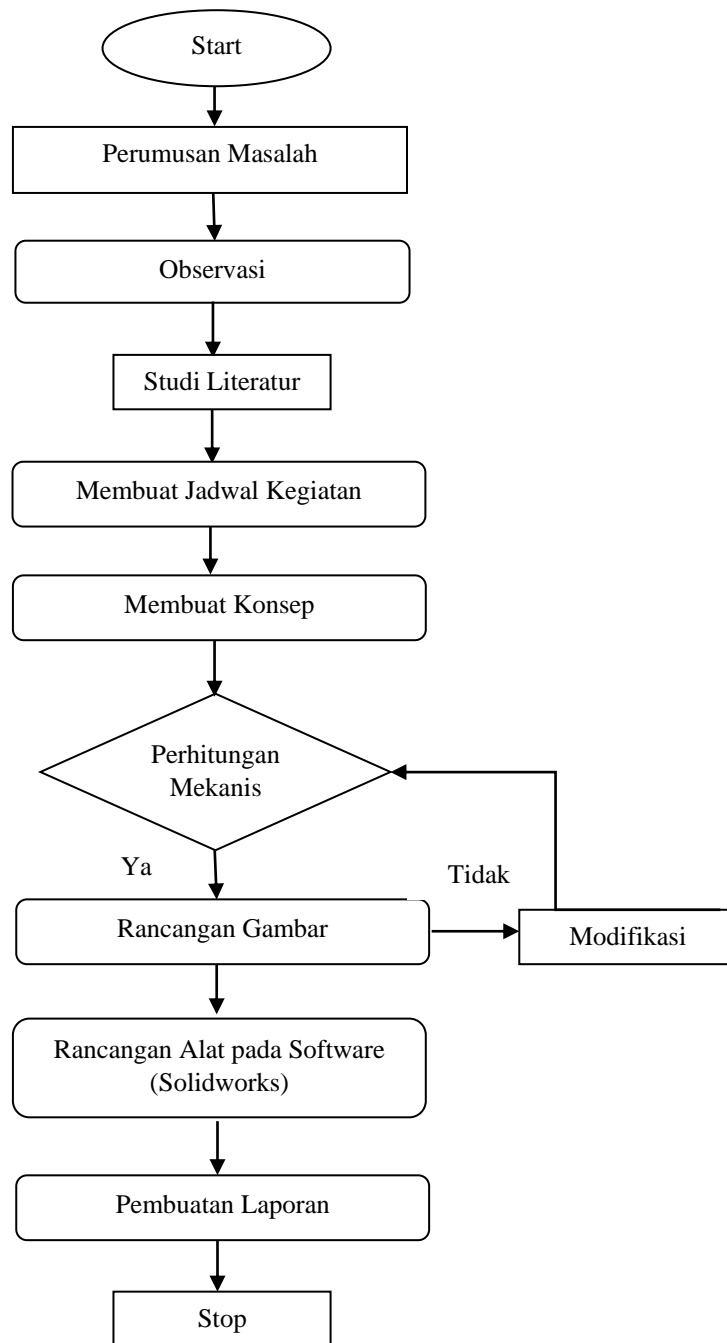 Start
Perumusan Masalah
Observasi
Studi Literatur
Membuat Jadwal Kegiatan
Membuat Konsep
Perhitungan
Mekanis
Ya
Tidak
Rancangan Gambar
Modifikasi
Rancangan Alat pada Software
(Solidworks)
Pembuatan Laporan
Stop